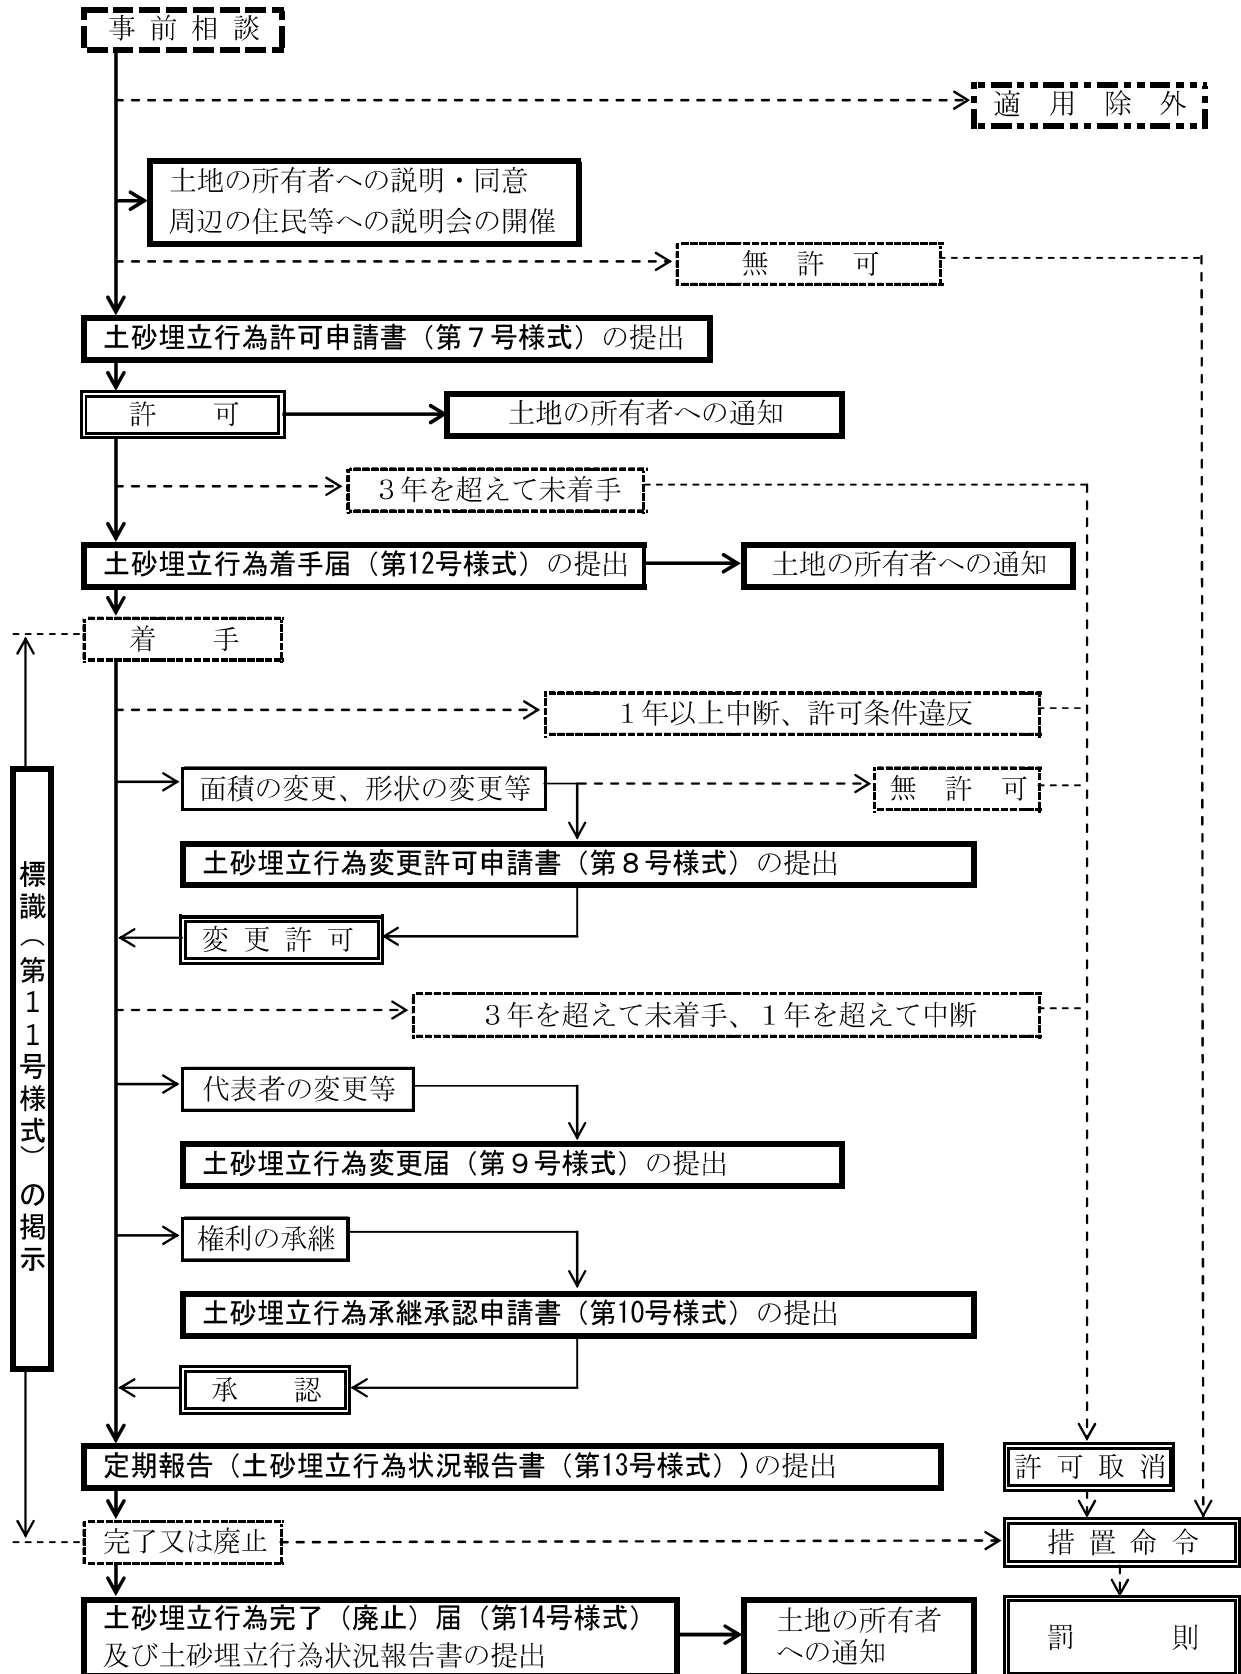 事前相談
適用除外
土地の所有者への説明・同意
周辺の住民等への説明会の開催
無許可
土砂埋立行為許可申請書（第７号様式）の提出
許可
土地の所有者への通知
３年を超えて未着手
土砂埋立行為着手届（第12号様式）の提出
土地の所有者への通知
着手
１年以上中断、許可条件違反
面積の変更、形状の変更等
無許可
土砂埋立行為変更許可申請書（第８号様式）の提出
標識（第１１号様式）の掲示
変更許可
３年を超えて未着手、１年を超えて中断
代表者の変更等
土砂埋立行為変更届（第９号様式）の提出
権利の承継
土砂埋立行為承継承認申請書（第10号様式）の提出
承認
定期報告（土砂埋立行為状況報告書（第13号様式））の提出
許可取消
完了又は廃止
措置命令
土砂埋立行為完了（廃止）届（第14号様式）
及び土砂埋立行為状況報告書の提出
土地の所有者
への通知
罰則